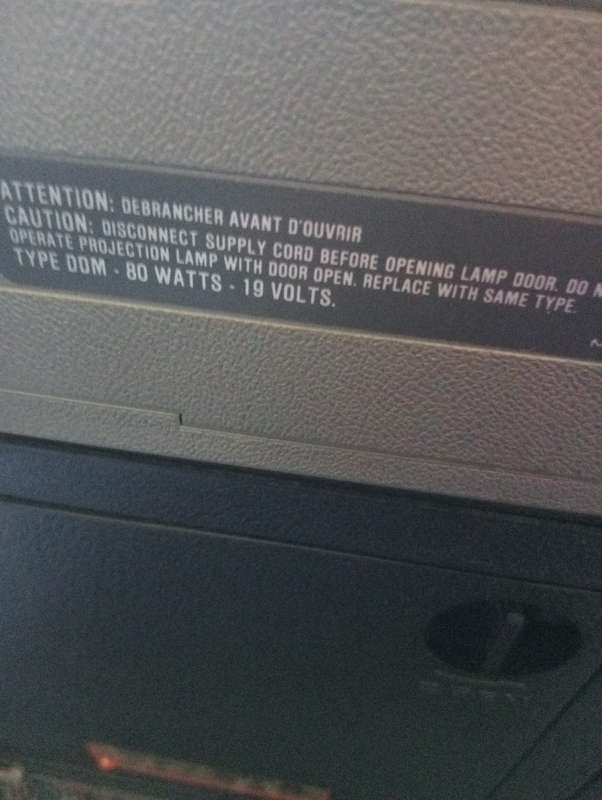 ATTENTION: DEBRANCHER AVANT D'OUVRIR
CAUTION: DISCONNECT SUPPLY CORD BEFORE OPENING LAMP DOOR. DO
OPERATE PROJECTION LAMP WITH DOOR OPEN. REPLACE WITH SAME TYPE.
TYPE DDM - 80 WATTS - 19 VOLTS.